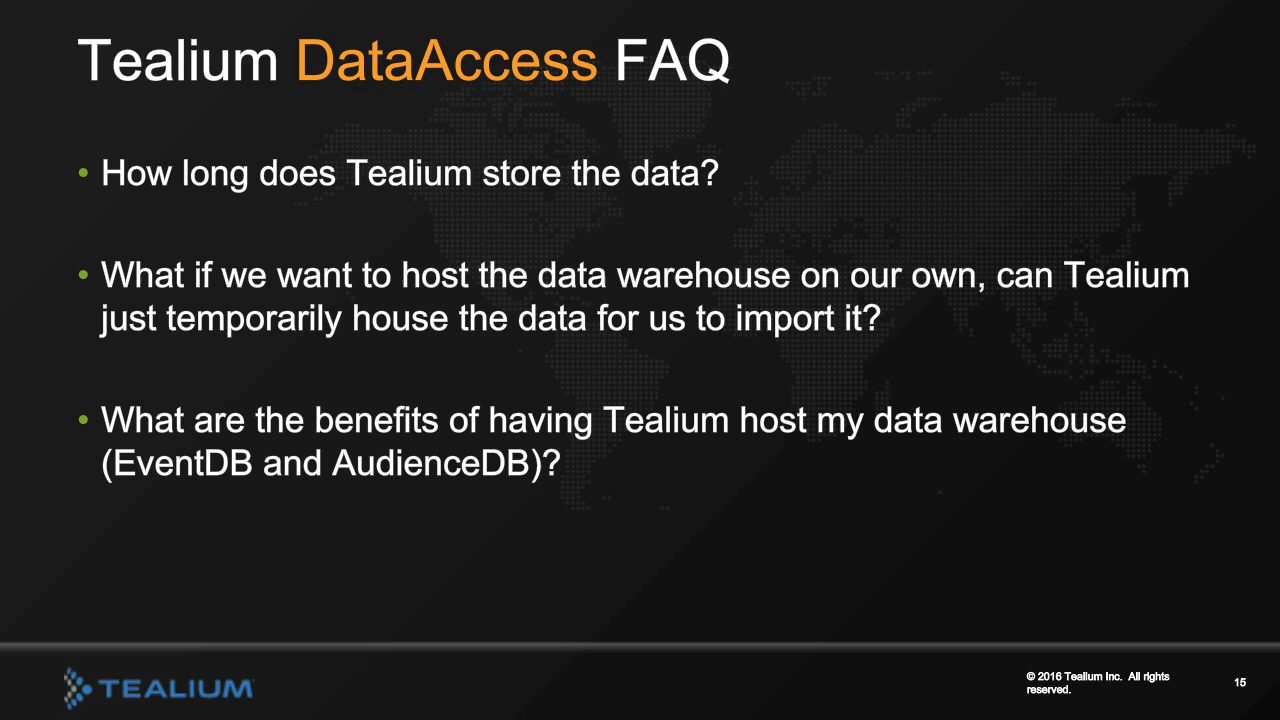 Tealium DataAccess FAQ
• How long does Tealium store the data?
• What if we want to host the data warehouse on our own, can Tealium
just temporarily house the data for us to import it?
• What are the benefits of having Tealium host my data warehouse
(EventDB and AudienceDB)?
TEALIUM
© 2016 Tealium Inc. All rights
reserved.
15